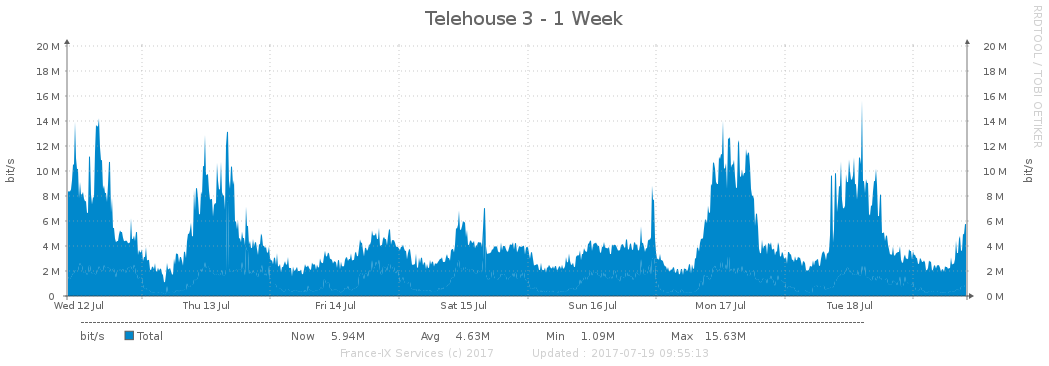 Telehouse 3 - 1 Week
RRDTOOL / TOBI OETIKER
20 M 20 M
18 M 18 M
16 M 16 M
14 M 14 M
12 M 12 M
10 M 10 M
8 M 8 M
6 M 6 M
4 M 4 M
2 M 2 M
0 0 M
bit/s bit/s
Wed 12 Jul Thu 13 Jul Fri 14 Jul Sat 15 Jul Sun 16 Jul Mon 17 Jul Tue 18 Jul
bit/s Total Now 5.94M Avg 4.63M Min 1.09M Max 15.63M
France-IX Services (c) 2017 Updated : 2017-07-19 09:55:13